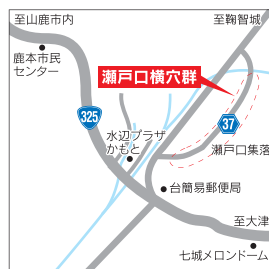 至山鹿市内
至鞠智城
鹿本市民
センター
瀬戸口横穴群
325
37
水辺プラザ
かもと
瀬戸口集落
台簡易郵便局
至大津
七城メロンドーム